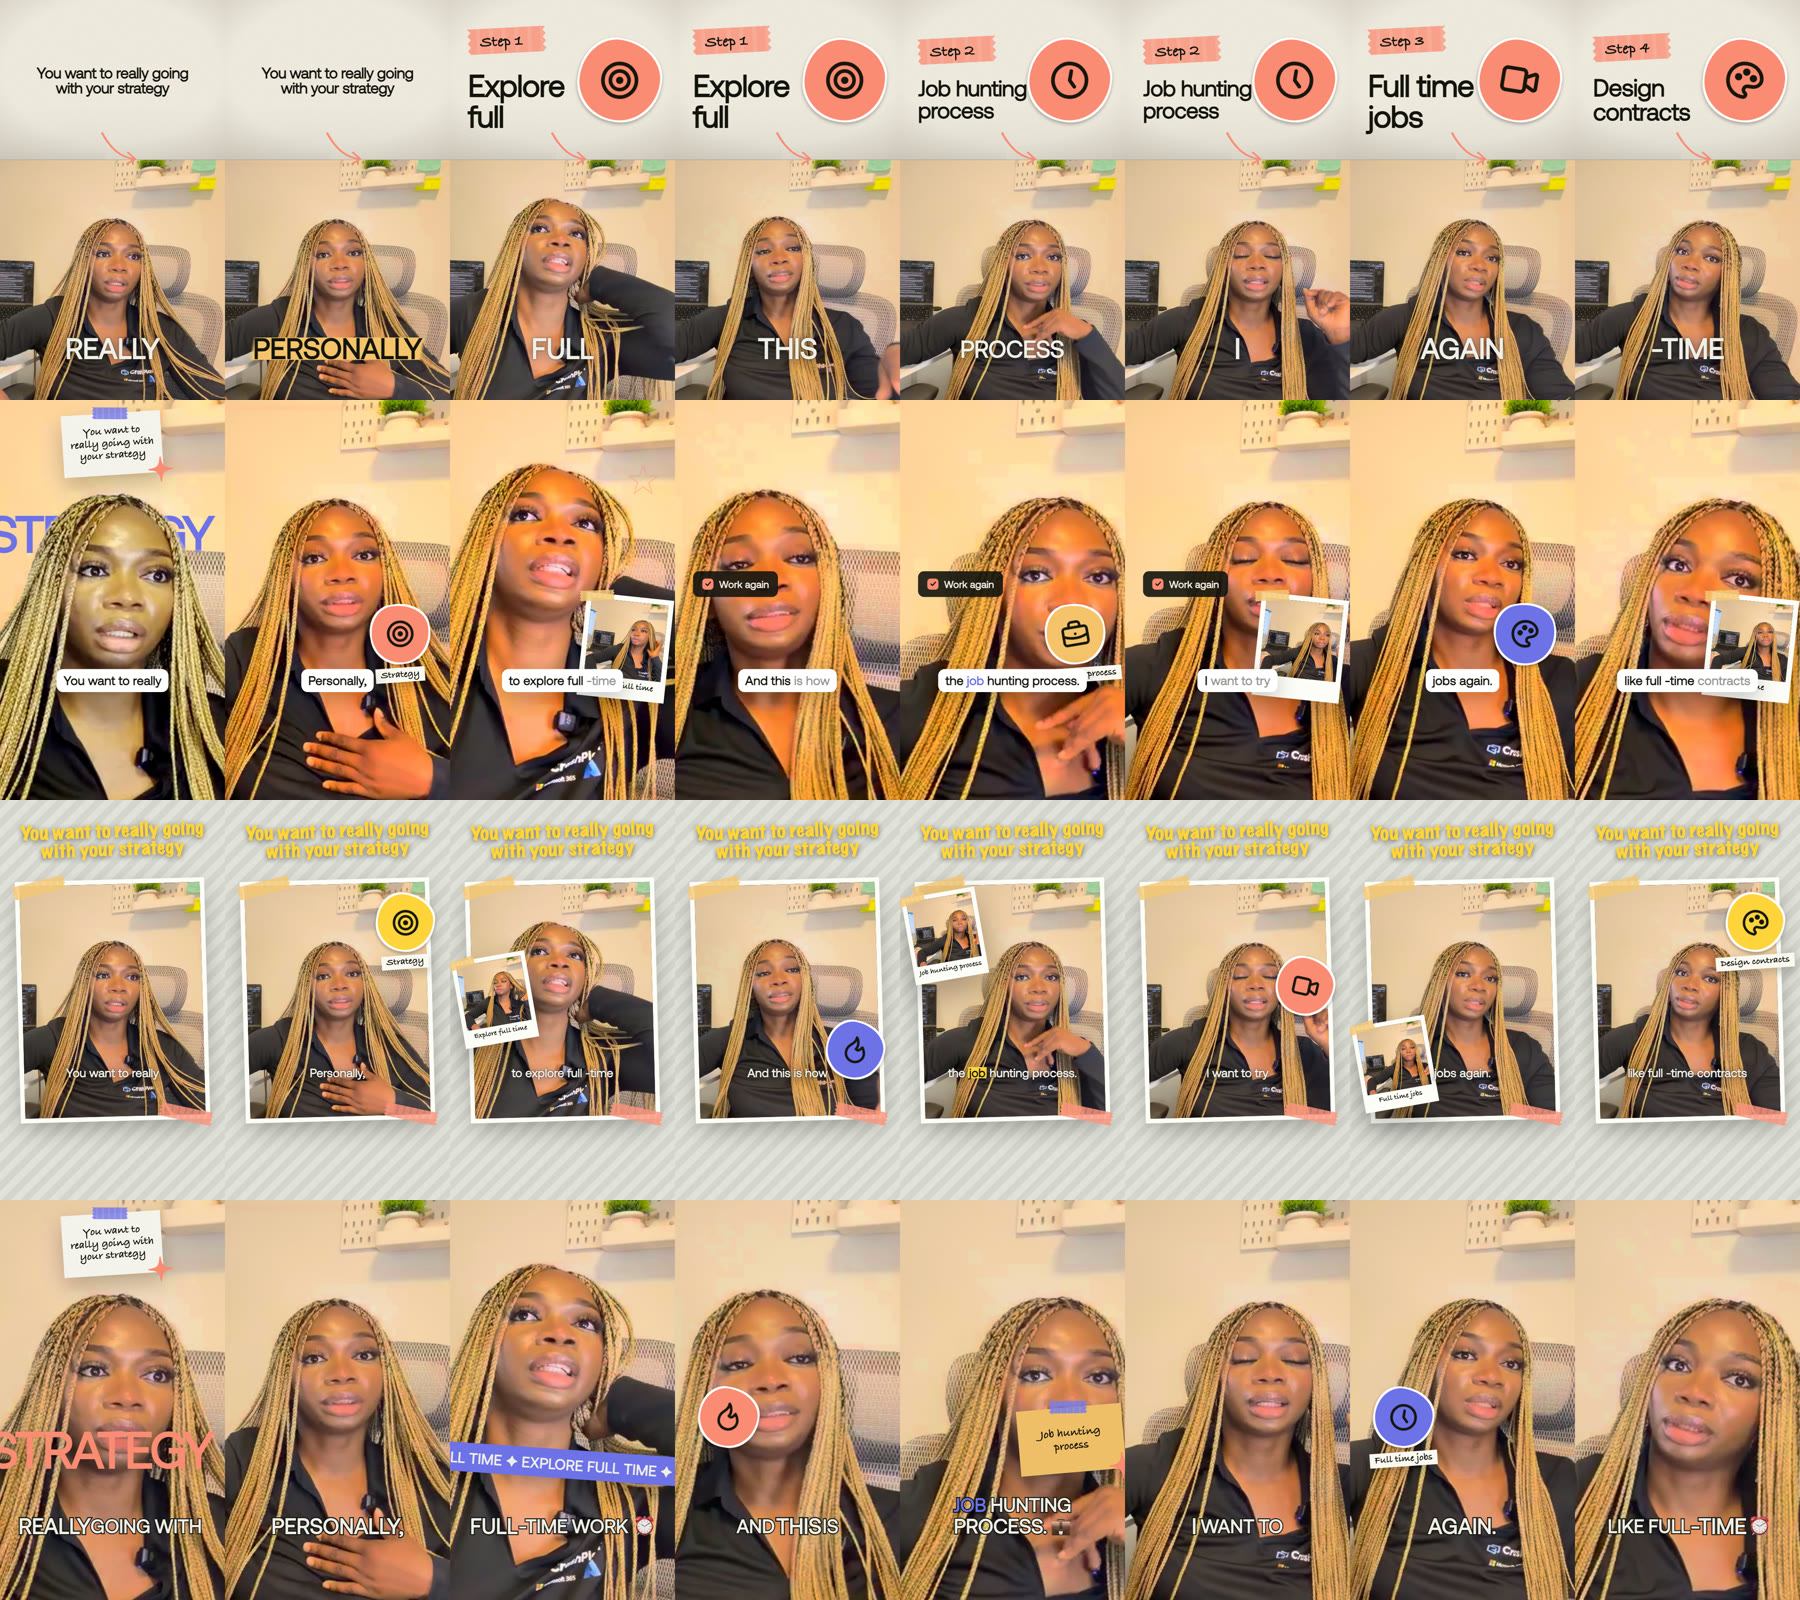 You want to really going
with your strategy
You want to really going
with your strategy
Step 1
Explore
full
Step 1
Explore
full
Step 2
Job hunting
process
Step 2
Job hunting
process
Step 3
Full time
jobs
Step 4
Design
contracts
REALLY
PERSONALLY
FULL
THIS
PROCESS
I
AGAIN
-TIME
You want to
really going with
your strategy
You want to really
Strategy
Personally,
to explore full -time
Work again
And this is how
Work again
process
the job hunting process.
Work again
I want to try
jobs again.
like full -time contracts
You want to really going
with your strategy
You want to really
You want to really going
with your strategy
Strategy
Personally,
You want to really going
with your strategy
Explore full time
to explore full -time
You want to really going
with your strategy
And this is how
You want to really going
with your strategy
Job hunting process
the job hunting process.
You want to really going
with your strategy
I want to try
You want to really going
with your strategy
jobs again.
Full time jobs
You want to really going
with your strategy
Design contracts
like full -time contracts
You want to
really going with
your strategy
STRATEGY
REALLY GOING WITH
PERSONALLY,
LL TIME ✦ EXPLORE FULL TIME ✦
FULL-TIME WORK ⏰
AND THIS IS
Job hunting
process
JOB HUNTING
PROCESS. 💼
I WANT TO
Full time jobs
AGAIN.
LIKE FULL-TIME ⏰